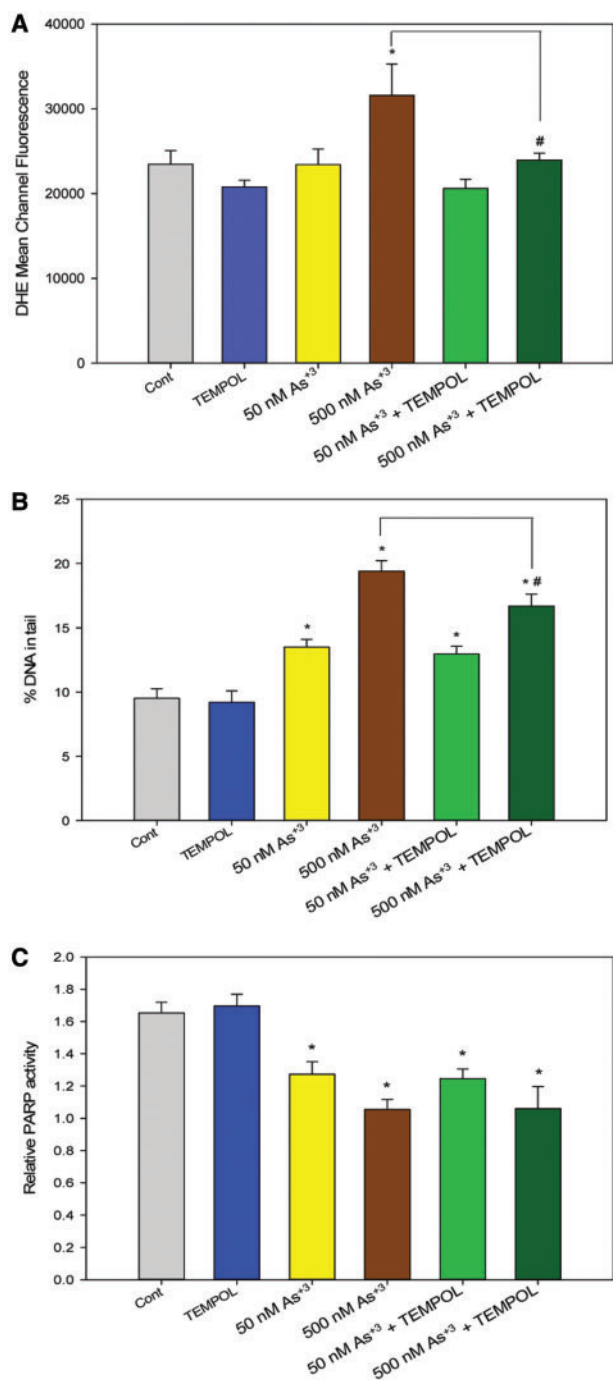 A
DHE Mean Channel Fluorescence
40000
30000
20000
10000
0
*
#
Cont
TEMPOL
50 nM As⁺³
500 nM As⁺³
50 nM As⁺³ + TEMPOL
500 nM As⁺³ + TEMPOL
B
% DNA in tail
25
20
15
10
5
0
*
*
*
* #
Cont
TEMPOL
50 nM As⁺³
500 nM As⁺³
50 nM As⁺³ + TEMPOL
500 nM As⁺³ + TEMPOL
C
Relative PARP activity
2.0
1.8
1.6
1.4
1.2
1.0
0.8
0.6
0.4
0.2
0.0
*
*
*
*
Cont
TEMPOL
50 nM As⁺³
500 nM As⁺³
50 nM As⁺³ + TEMPOL
500 nM As⁺³ + TEMPOL